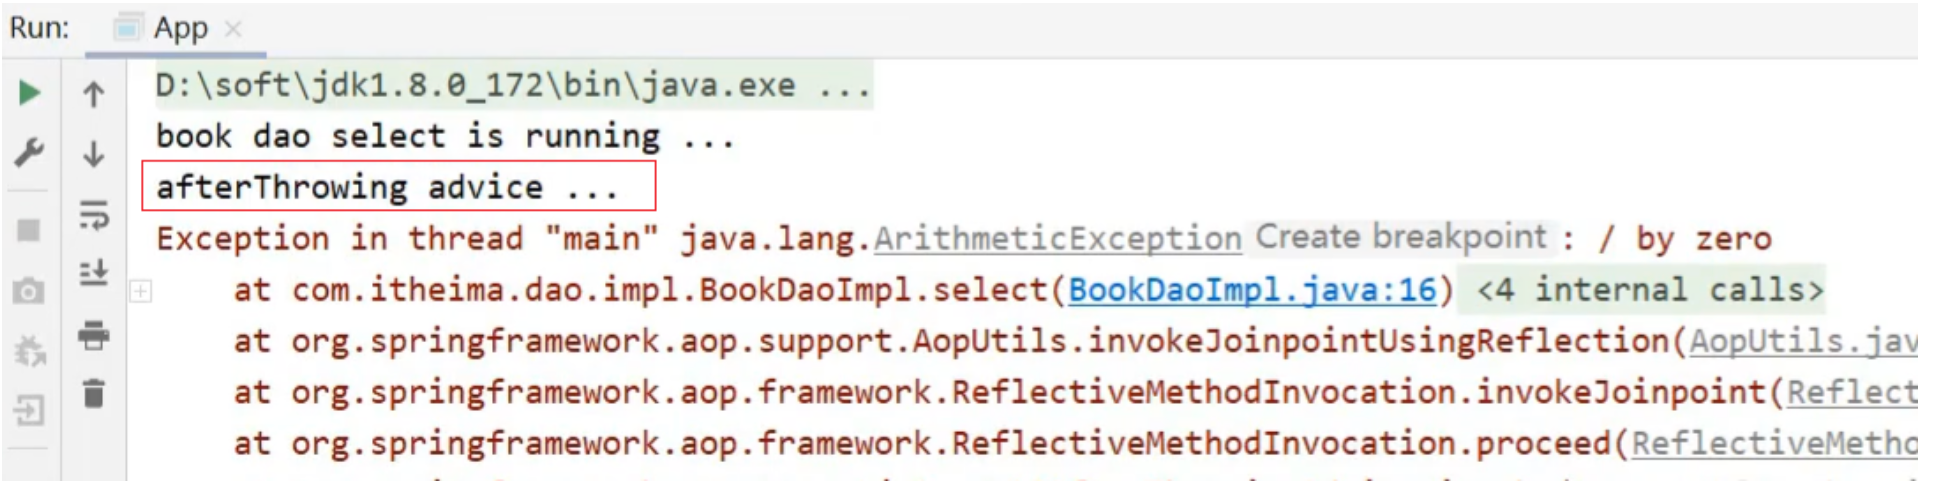 Run: App
D:\soft\jdk1.8.0_172\bin\java.exe ...
book dao select is running ...
afterThrowing advice ...
Exception in thread "main" java.lang.ArithmeticException Create breakpoint : / by zero
at com.itheima.dao.impl.BookDaoImpl.select(BookDaoImpl.java:16) <4 internal calls>
at org.springframework.aop.support.AopUtils.invokeJoinpointUsingReflection(AopUtils.jav
at org.springframework.aop.framework.ReflectiveMethodInvocation.invokeJoinpoint(Reflect
at org.springframework.aop.framework.ReflectiveMethodInvocation.proceed(ReflectiveMetho